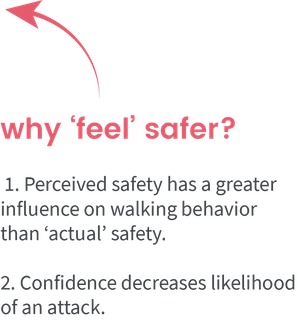 why ‘feel’ safer?
1. Perceived safety has a greater
influence on walking behavior
than ‘actual’ safety.
2. Confidence decreases likelihood
of an attack.